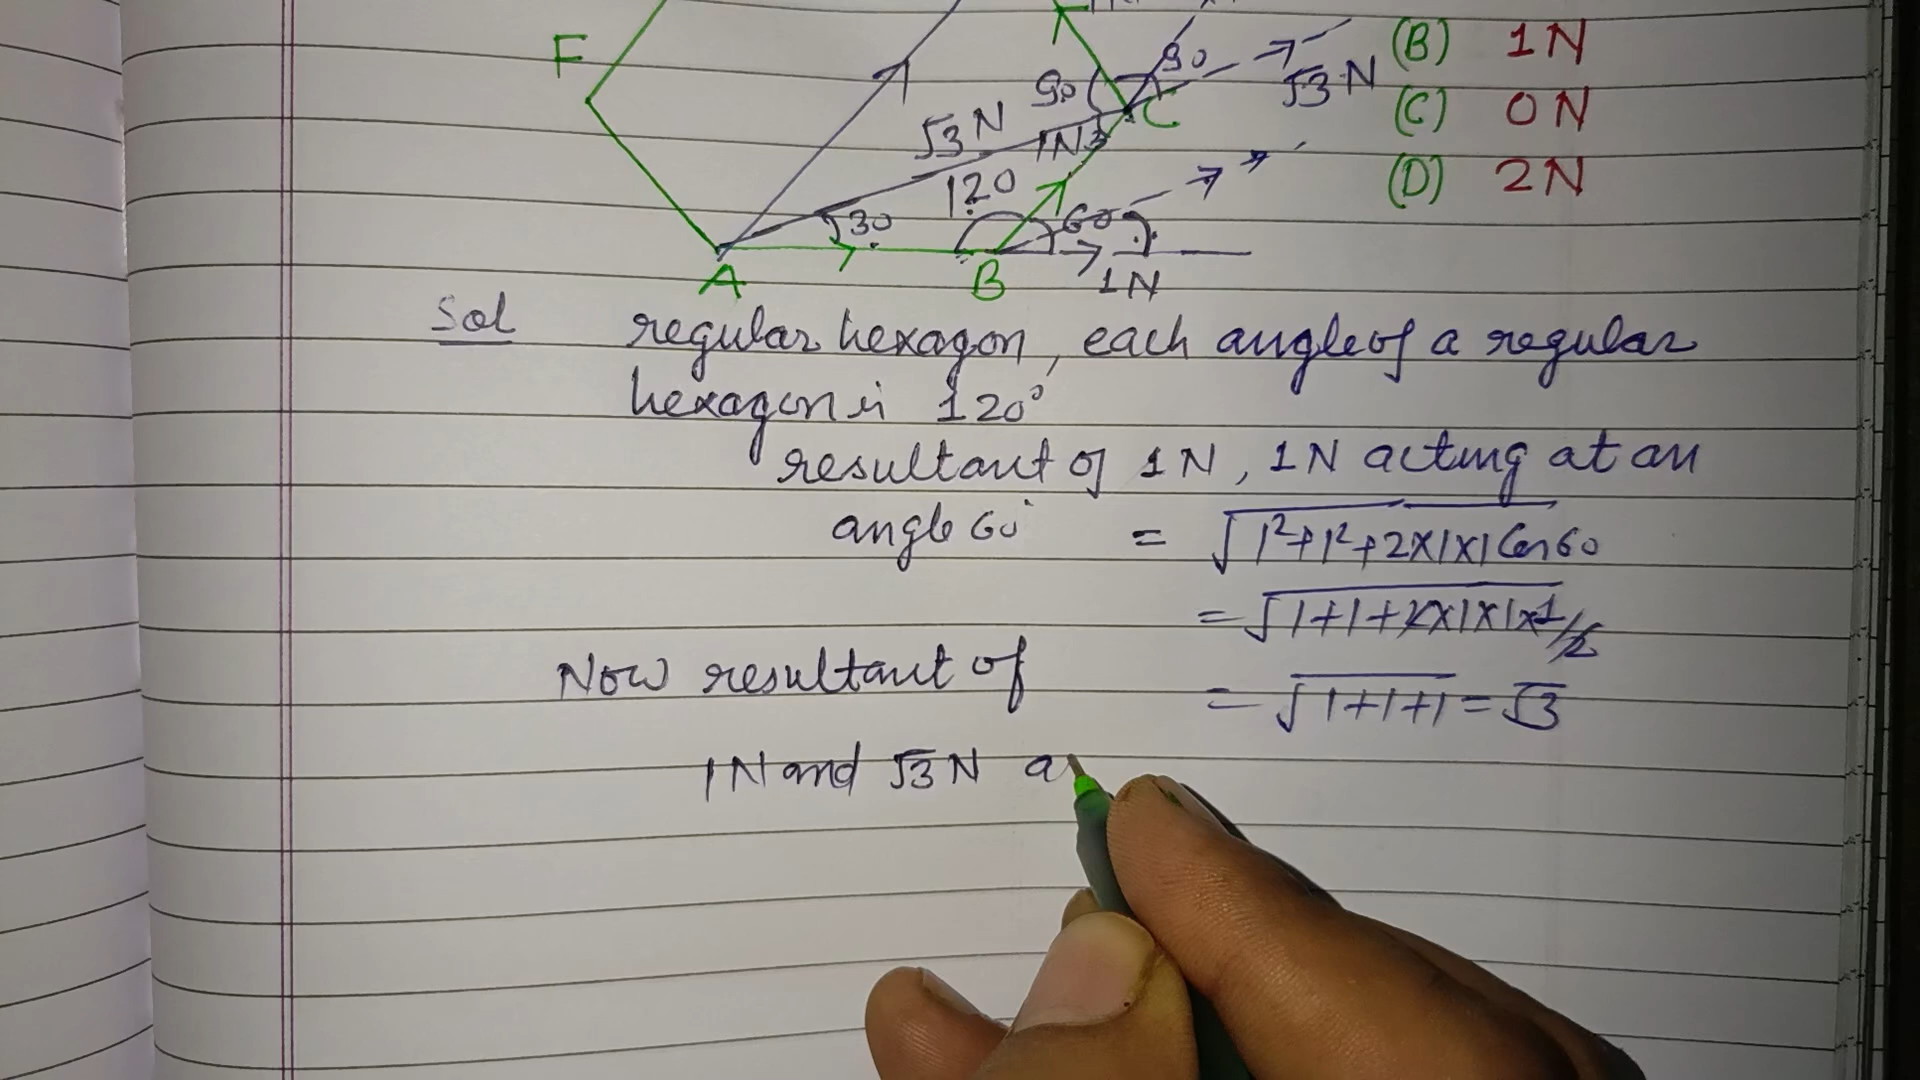 F
90
90
√3 N
(B) 1N
√3 N
1N
C
(C) 0N
120
(D) 2N
30
60
A
B
1N
Sol regular hexagon, each angle of a regular
hexagon is 120°
resultant of 1N, 1N acting at an
angle 60° = √1²+1²+2×1×1 Cos60
= √1+1+2×1×1×1/2
Now resultant of = √1+1+1 = √3
1N and √3 N a